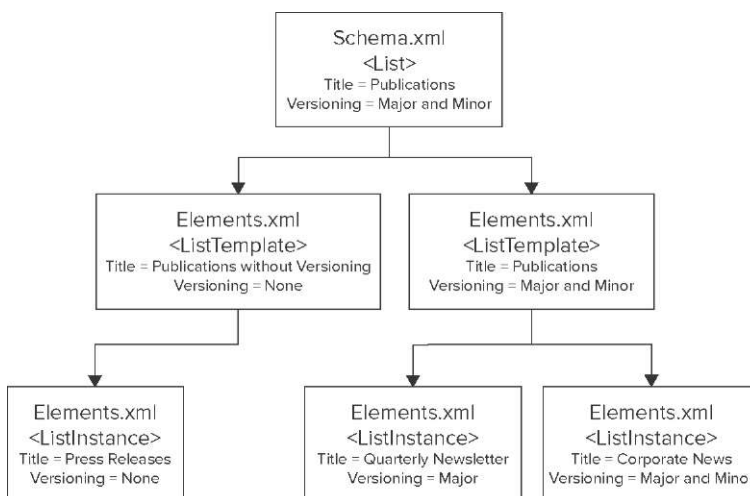 Schema.xml
<List>
Title = Publications
Versioning = Major and Minor
Elements.xml
<ListTemplate>
Title = Publications without Versioning
Versioning = None
Elements.xml
<ListTemplate>
Title = Publications
Versioning = Major and Minor
Elements.xml
<ListInstance>
Title = Press Releases
Versioning = None
Elements.xml
<ListInstance>
Title = Quarterly Newsletter
Versioning = Major
Elements.xml
<ListInstance>
Title = Corporate News
Versioning = Major and Minor